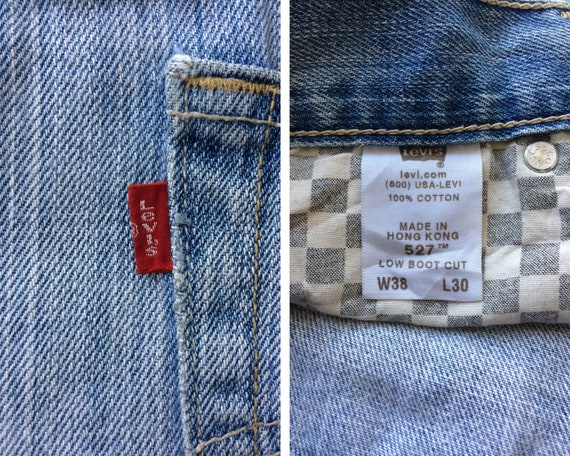 LeVI's
Levi's
levi.com
(800) USA-LEVI
100% COTTON
MADE IN
HONG KONG
527™
LOW BOOT CUT
W38 L30